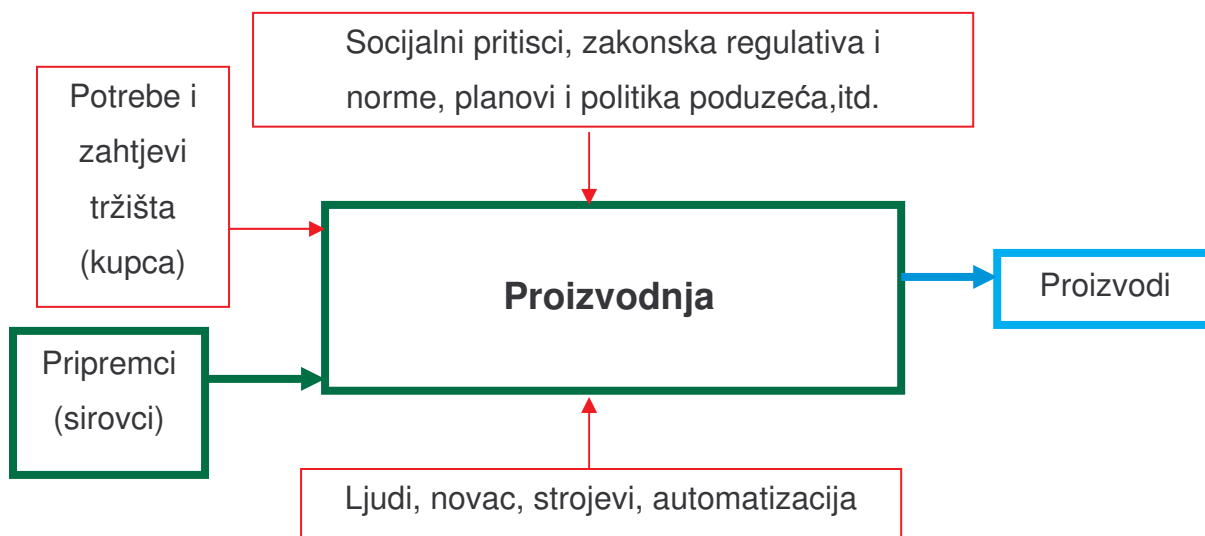 Socijalni pritisci, zakonska regulativa i
norme, planovi i politika poduzeća,itd.
Potrebe i
zahtjevi
tržišta
(kupca)
Proizvodnja
Proizvodi
Pripremci
(sirovci)
Ljudi, novac, strojevi, automatizacija